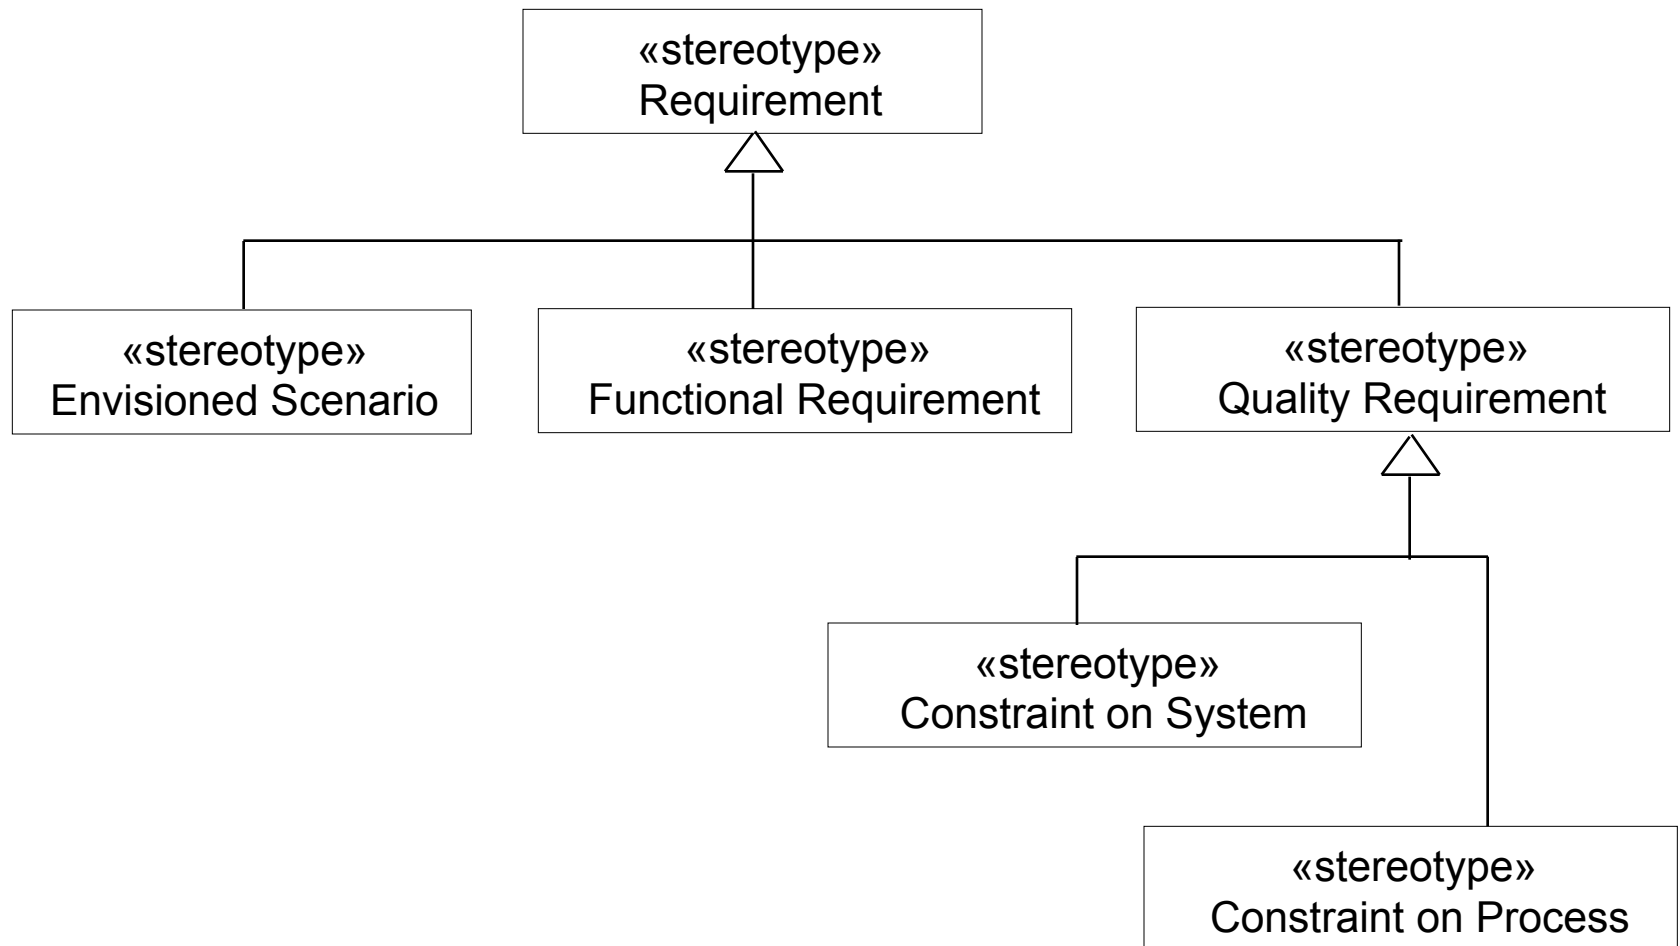 «stereotype»
Requirement
«stereotype»
Envisioned Scenario
«stereotype»
Functional Requirement
«stereotype»
Quality Requirement
«stereotype»
Constraint on System
«stereotype»
Constraint on Process